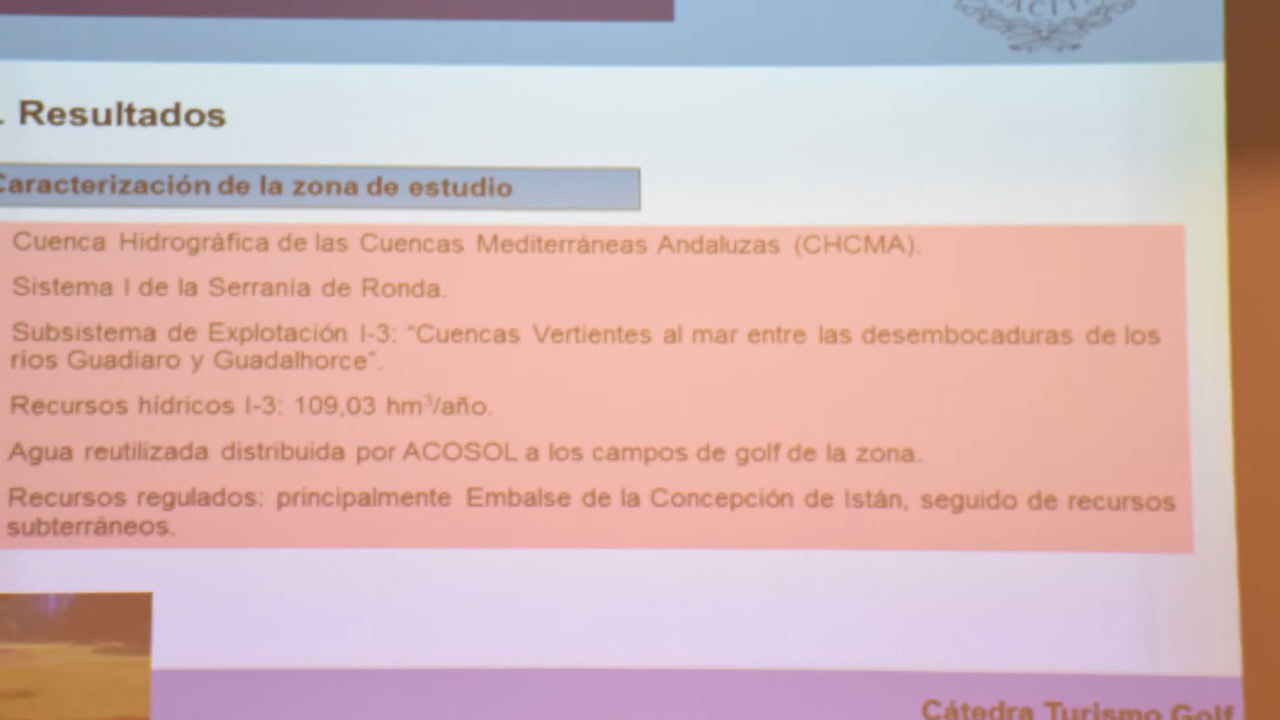 . Resultados
Caracterización de la zona de estudio
Cuenca Hidrográfica de las Cuencas Mediterráneas Andaluzas (CHCMA).
Sistema I de la Serranía de Ronda.
Subsistema de Explotación I-3: “Cuencas Vertientes al mar entre las desembocaduras de los
ríos Guadiaro y Guadalhorce”.
Recursos hídricos I-3: 109,03 hm³/año.
Agua reutilizada distribuida por ACOSOL a los campos de golf de la zona.
Recursos regulados: principalmente Embalse de la Concepción de Istán, seguido de recursos
subterráneos.
Cátedra Turismo Golf